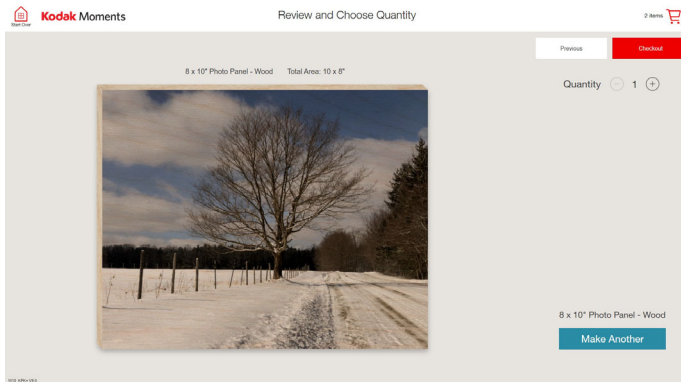 Start Over
Kodak Moments
Review and Choose Quantity
2 items
Previous
Checkout
8 x 10" Photo Panel - Wood Total Area: 10 x 8"
Quantity
1
8 x 10" Photo Panel - Wood
Make Another